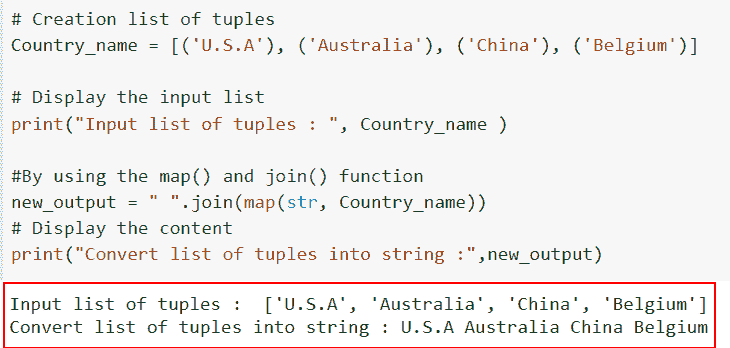 # Creation list of tuples
Country_name = [('U.S.A'), ('Australia'), ('China'), ('Belgium')]
# Display the input list
print("Input list of tuples : ", Country_name )
#By using the map() and join() function
new_output = " ".join(map(str, Country_name))
# Display the content
print("Convert list of tuples into string :",new_output)
Input list of tuples :  ['U.S.A', 'Australia', 'China', 'Belgium']
Convert list of tuples into string : U.S.A Australia China Belgium